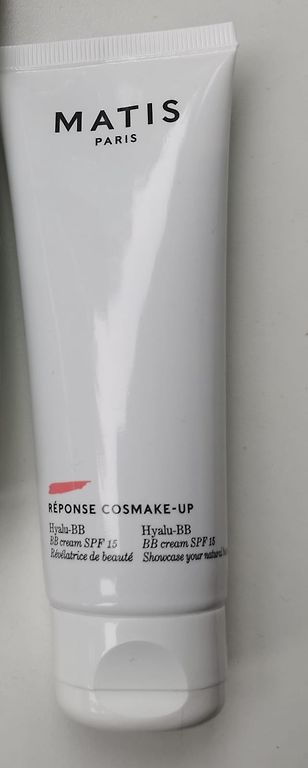 MATIS
PARIS
RÉPONSE COSMAKE-UP
Hyalu-BB
BB cream SPF 15
Révélatrice de beauté
Hyalu-BB
BB cream SPF 15
Showcase your natural